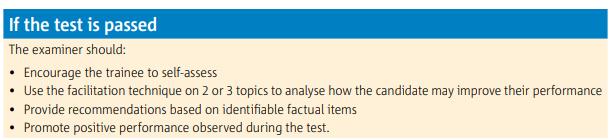 If the test is passed
The examiner should:
• Encourage the trainee to self-assess
• Use the facilitation technique on 2 or 3 topics to analyse how the candidate may improve their performance
• Provide recommendations based on identifiable factual items
• Promote positive performance observed during the test.